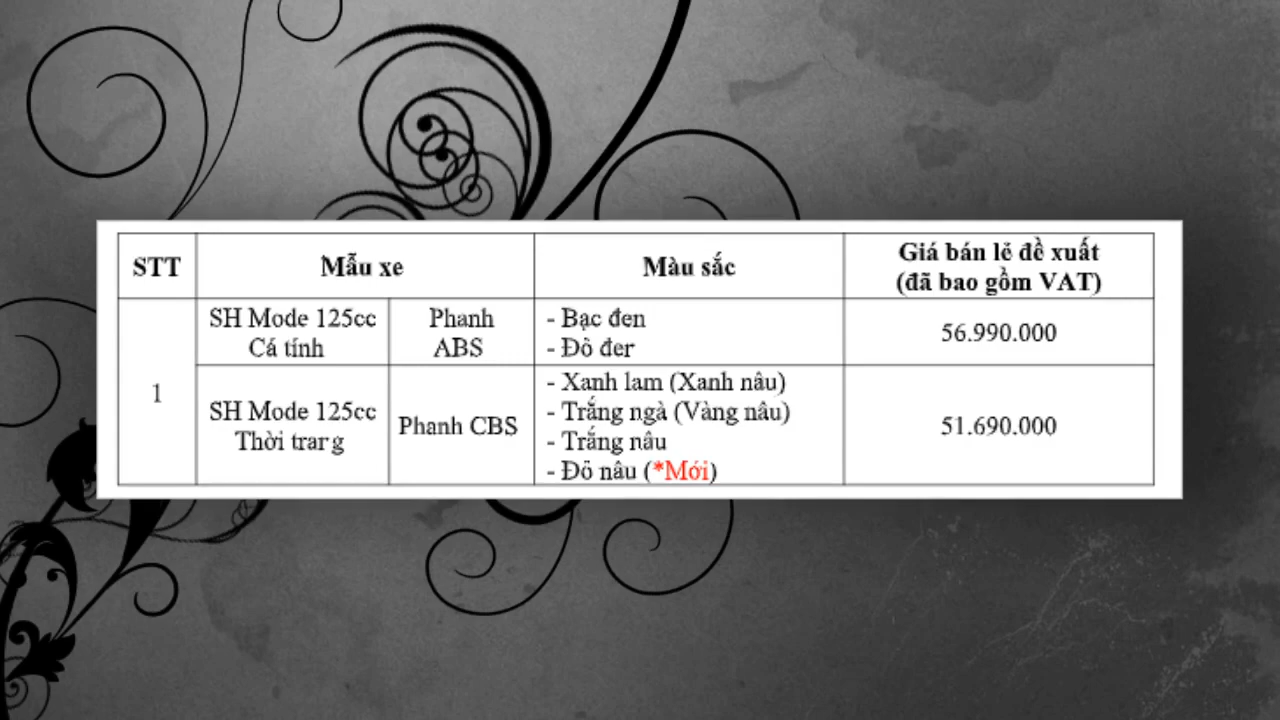 STT
Mẫu xe
Màu sắc
Giá bán lẻ đề xuất
(đã bao gồm VAT)
1
SH Mode 125cc
Cá tính
Phanh
ABS
- Bạc đen
- Đỏ đer
56.990.000
SH Mode 125cc
Thời trarg
Phanh CBS
- Xanh lam (Xanh nâu)
- Trắng ngà (Vàng nâu)
- Trắng nâu
- Đỏ nâu (*Mới)
51.690.000